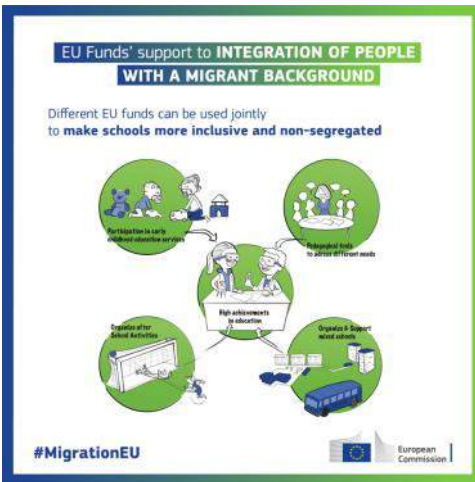 EU Funds' support to INTEGRATION OF PEOPLE
WITH A MIGRANT BACKGROUND
Different EU funds can be used jointly
to make schools more inclusive and non-segregated
Participation in early
childhood education services
Pedagogical tools
to adress different needs
High achievements
in education
Organize after
School Activities
Organize & Support
mixed schools
#MigrationEU
European
Commission